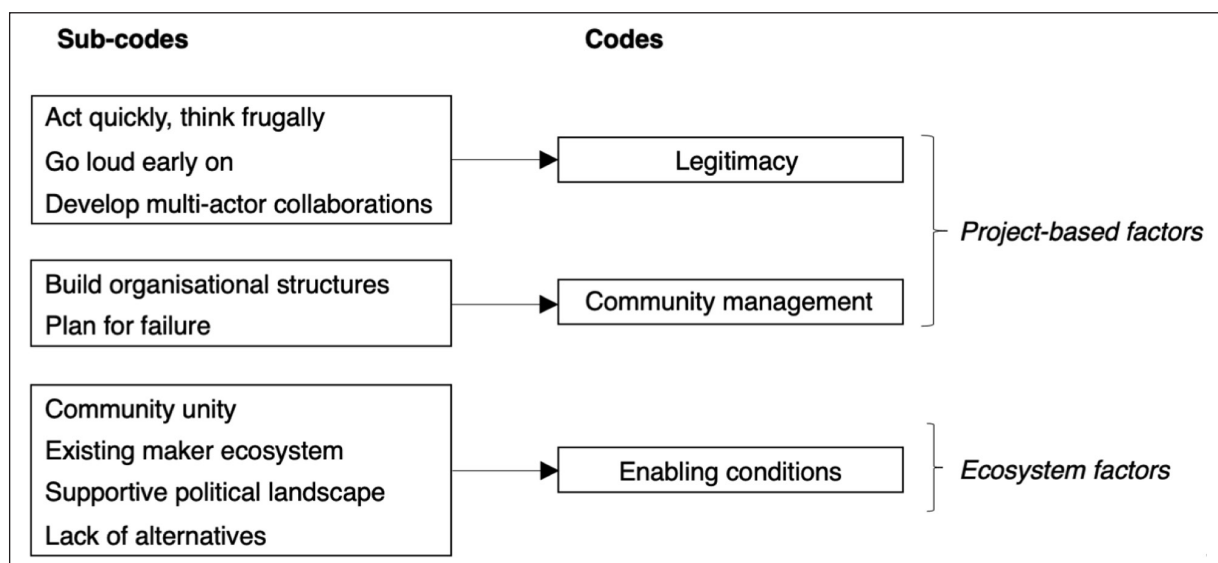 Sub-codes
Codes
Act quickly, think frugally
Go loud early on
Develop multi-actor collaborations
Legitimacy
Project-based factors
Build organisational structures
Plan for failure
Community management
Community unity
Existing maker ecosystem
Supportive political landscape
Lack of alternatives
Enabling conditions
Ecosystem factors